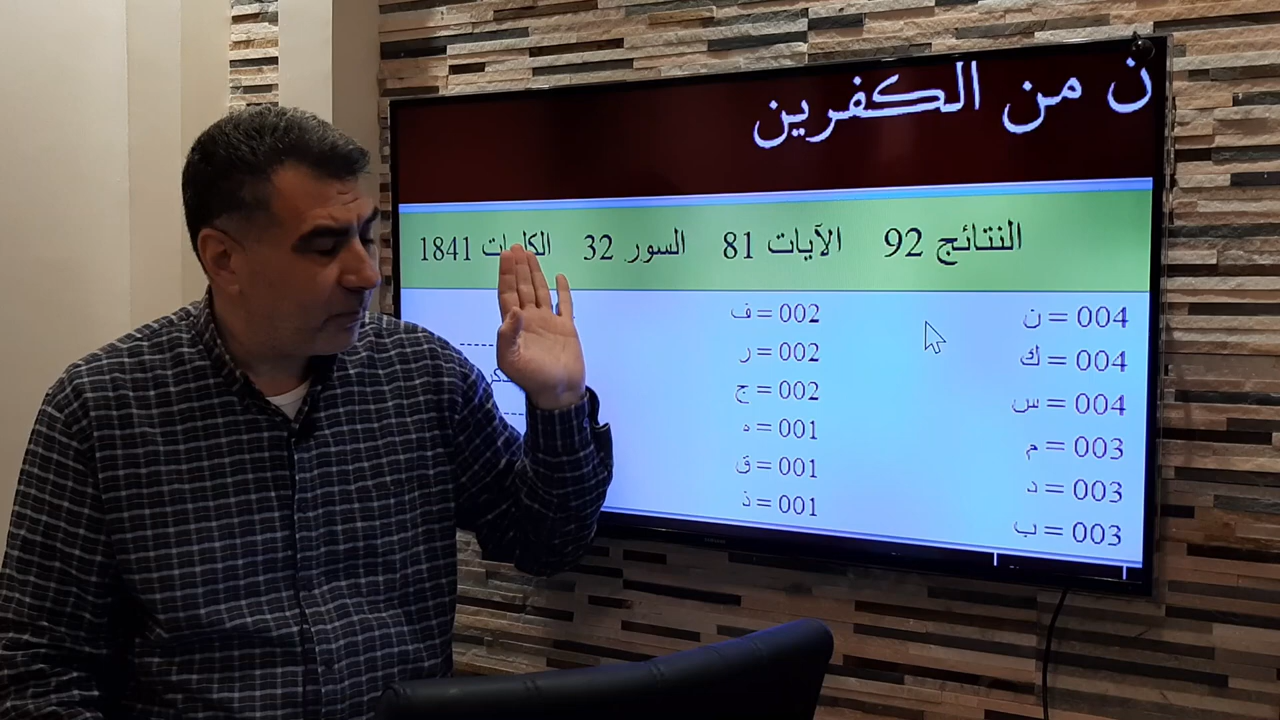 ن من الكفرين
النتائج 92 الآيات 81 السور 32 الكلمات 1841
004 = ن
004 = ك
004 = س
003 = م
003 = د
003 = ب
002 = ف
002 = ر
002 = ج
001 = ه
001 = ق
001 = ذ